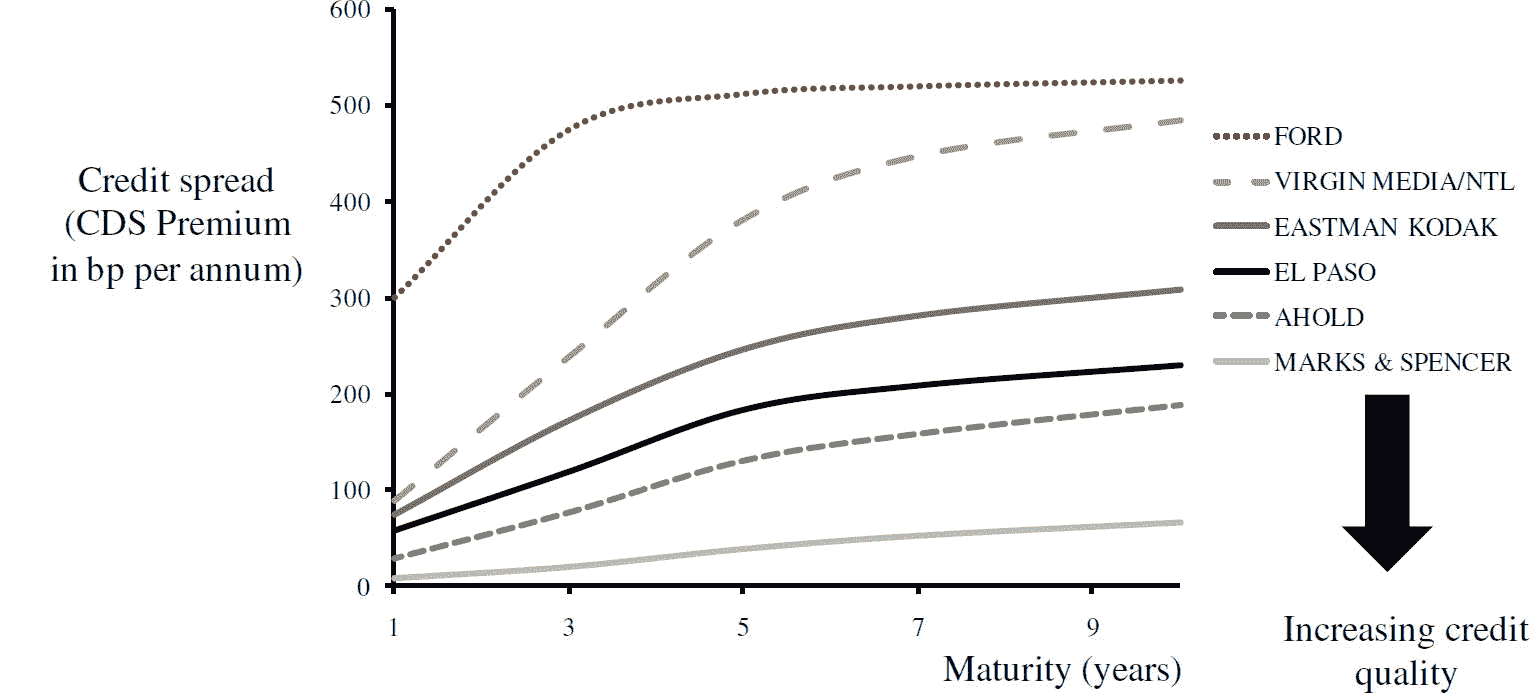 600
500
400
300
200
100
0
Credit spread
(CDS Premium
in bp per annum)
1 3 5 7 9
Maturity (years)
FORD
VIRGIN MEDIA/NTL
EASTMAN KODAK
EL PASO
AHOLD
MARKS & SPENCER
Increasing credit
quality